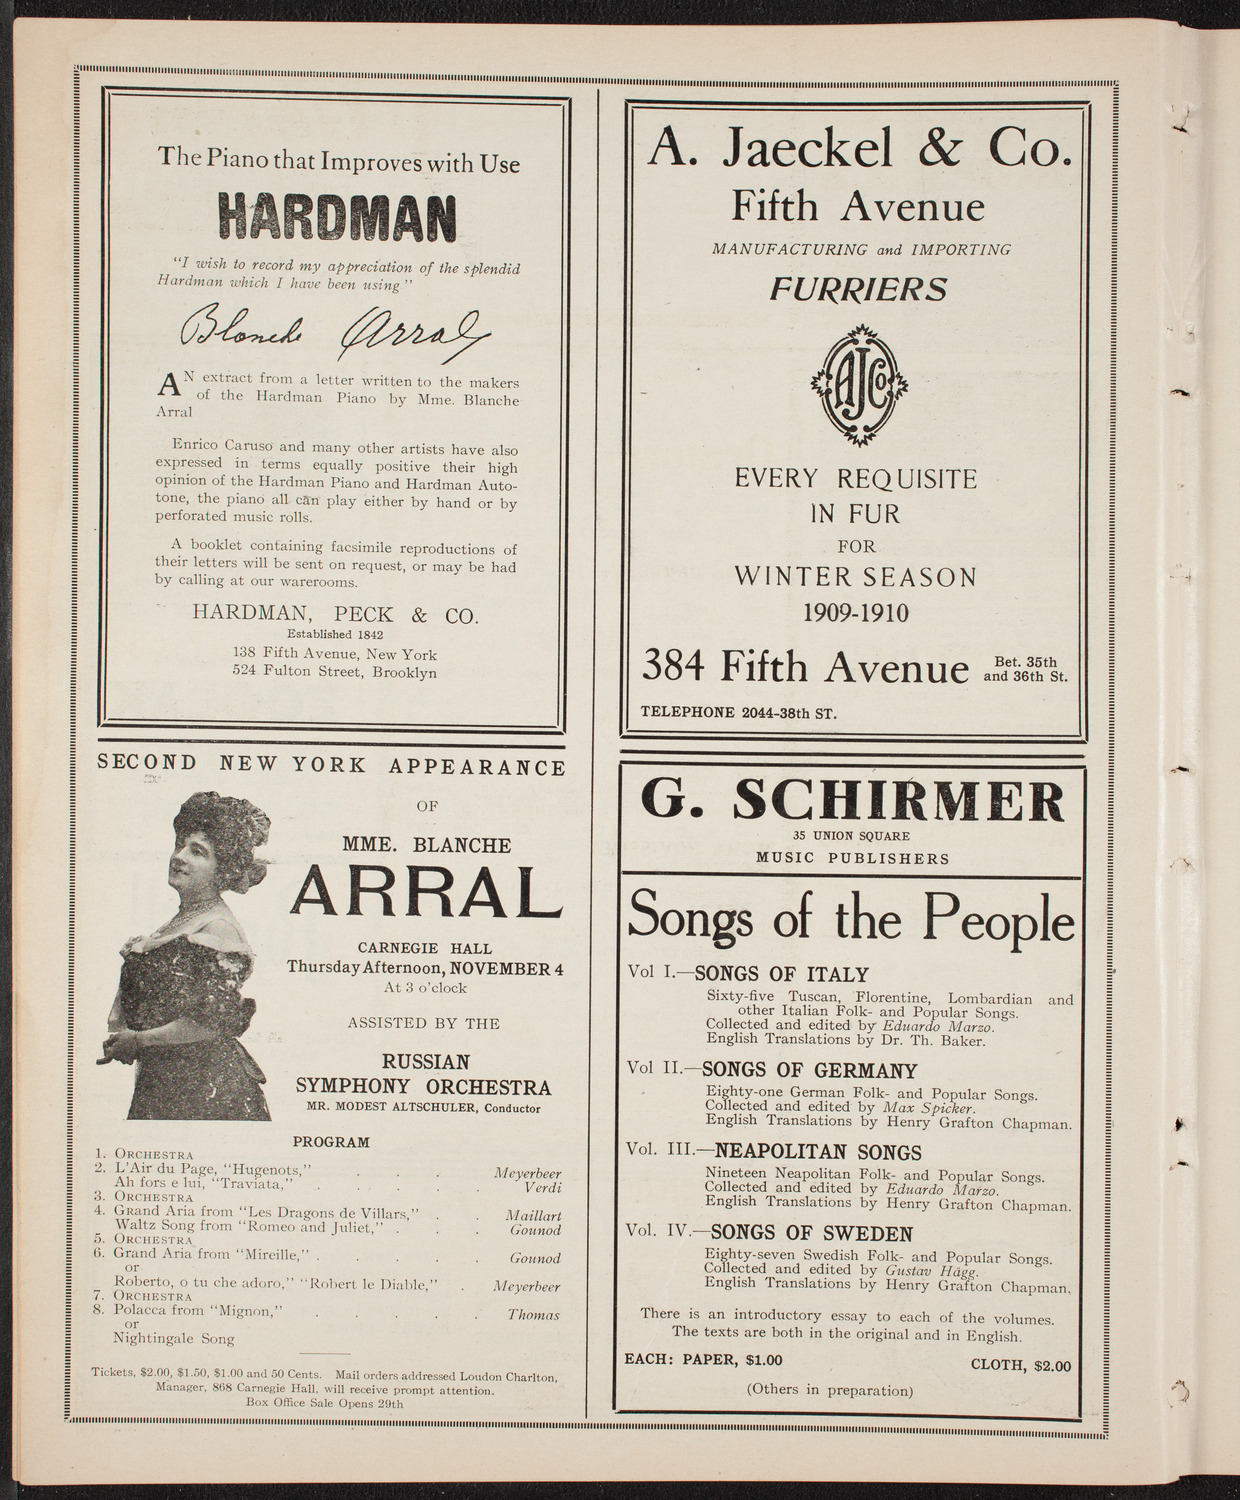 The Piano that Improves with Use
HARDMAN
"I wish to record my appreciation of the splendid
Hardman which I have been using"
Blanche Arral
AN extract from a letter written to the makers
of the Hardman Piano by Mme. Blanche
Arral
Enrico Caruso and many other artists have also
expressed in terms equally positive their high
opinion of the Hardman Piano and Hardman Auto-
tone, the piano all can play either by hand or by
perforated music rolls.
A booklet containing facsimile reproductions of
their letters will be sent on request, or may be had
by calling at our warerooms.
HARDMAN, PECK & CO.
Established 1842
138 Fifth Avenue, New York
524 Fulton Street, Brooklyn
SECOND NEW YORK APPEARANCE
OF
MME. BLANCHE
ARRAL
CARNEGIE HALL
Thursday Afternoon, NOVEMBER 4
At 3 o'clock
ASSISTED BY THE
RUSSIAN
SYMPHONY ORCHESTRA
MR. MODEST ALTSCHULER, Conductor
PROGRAM
1. ORCHESTRA
2. L'Air du Page, "Hugenots," . . . Meyerbeer
Ah fors e lui, "Traviata," . . . . . Verdi
3. ORCHESTRA
4. Grand Aria from "Les Dragons de Villars," . . Maillart
Waltz Song from "Romeo and Juliet," . . . Gounod
5. ORCHESTRA
6. Grand Aria from "Mireille," . . . . . Gounod
or
Roberto, o tu che adoro," "Robert le Diable," . Meyerbeer
7. ORCHESTRA
8. Polacca from "Mignon," . . . . . Thomas
or
Nightingale Song
Tickets, $2.00, $1.50, $1.00 and 50 Cents. Mail orders addressed Loudon Charlton,
Manager, 868 Carnegie Hall, will receive prompt attention.
Box Office Sale Opens 29th
A. Jaeckel & Co.
Fifth Avenue
MANUFACTURING and IMPORTING
FURRIERS
AJCo
EVERY REQUISITE
IN FUR
FOR
WINTER SEASON
1909-1910
384 Fifth Avenue Bet. 35th
and 36th St.
TELEPHONE 2044-38th ST.
G. SCHIRMER
35 UNION SQUARE
MUSIC PUBLISHERS
Songs of the People
Vol I.—SONGS OF ITALY
Sixty-five Tuscan, Florentine, Lombardian and
other Italian Folk- and Popular Songs.
Collected and edited by Eduardo Marzo.
English Translations by Dr. Th. Baker.
Vol II.—SONGS OF GERMANY
Eighty-one German Folk- and Popular Songs.
Collected and edited by Max Spicker.
English Translations by Henry Grafton Chapman.
Vol. III.—NEAPOLITAN SONGS
Nineteen Neapolitan Folk- and Popular Songs.
Collected and edited by Eduardo Marzo.
English Translations by Henry Grafton Chapman.
Vol. IV.—SONGS OF SWEDEN
Eighty-seven Swedish Folk- and Popular Songs.
Collected and edited by Gustav Hägg.
English Translations by Henry Grafton Chapman.
There is an introductory essay to each of the volumes.
The texts are both in the original and in English.
EACH: PAPER, $1.00 CLOTH, $2.00
(Others in preparation)